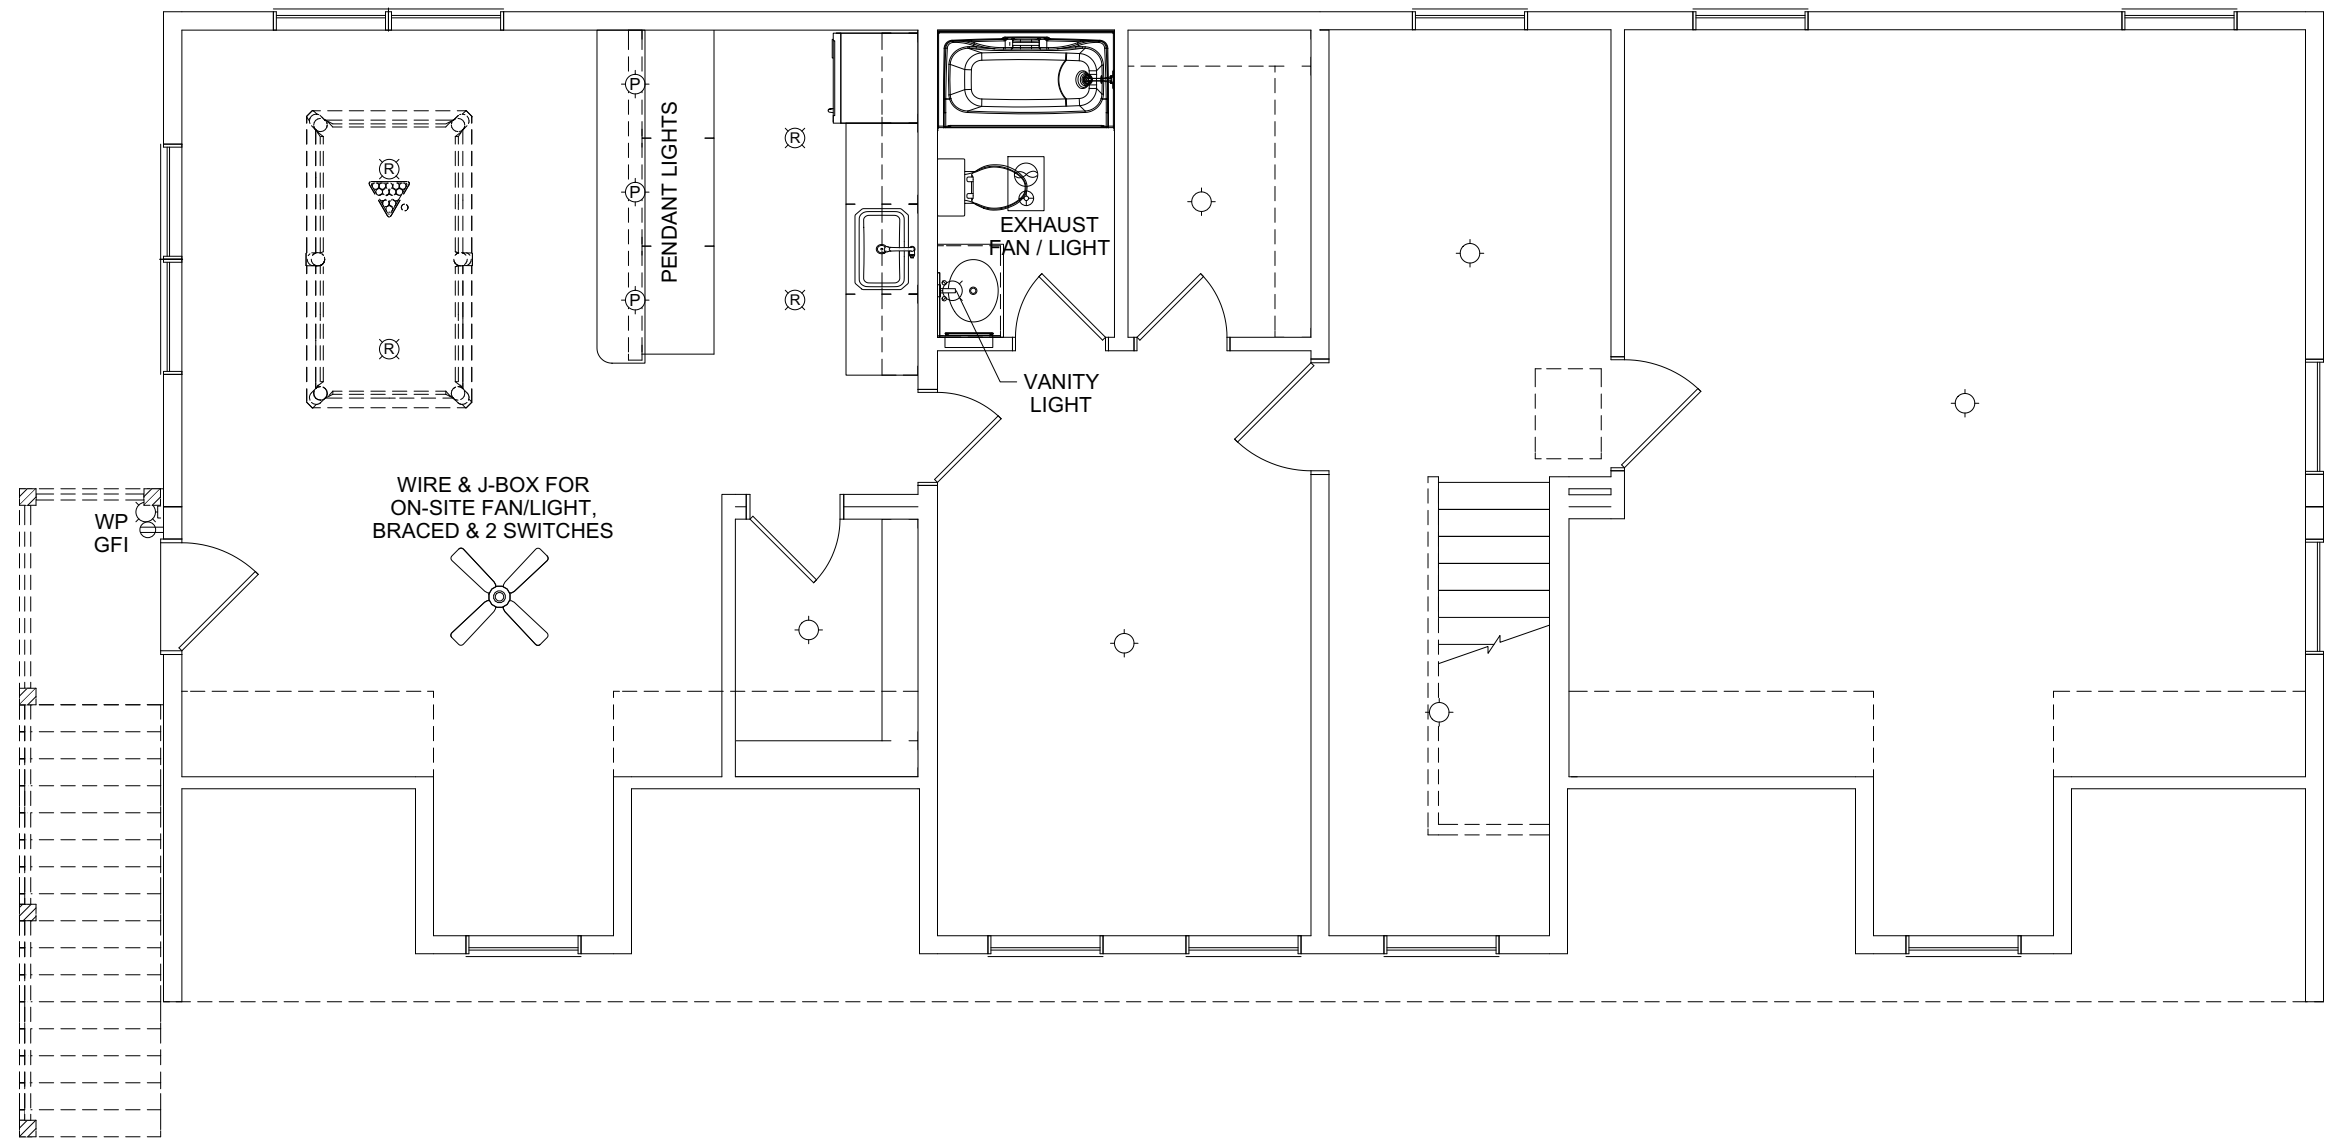 P
R
PENDANT LIGHTS
R
P
EXHAUST
FAN / LIGHT
P
R
R
VANITY
LIGHT
WIRE & J-BOX FOR
ON-SITE FAN/LIGHT,
BRACED & 2 SWITCHES
WP
GFI